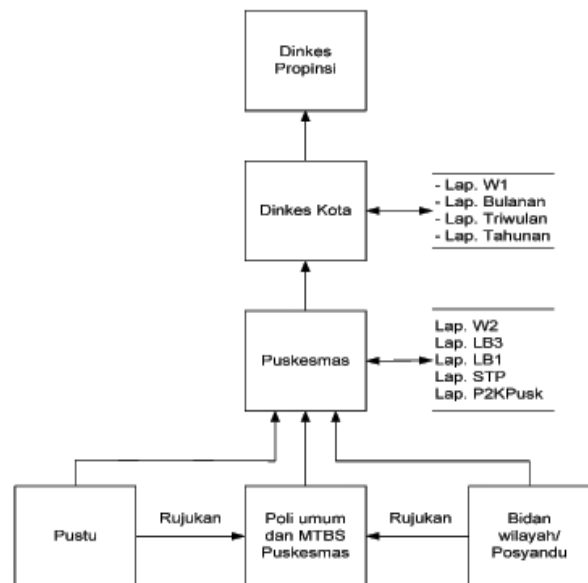 Dinkes
Propinsi
Dinkes Kota
- Lap. W1
- Lap. Bulanan
- Lap. Triwulan
- Lap. Tahunan
Puskesmas
Lap. W2
Lap. LB3
Lap. LB1
Lap. STP
Lap. P2KPusk
Pustu
Rujukan
Poli umum
dan MTBS
Puskesmas
Rujukan
Bidan
wilayah/
Posyandu